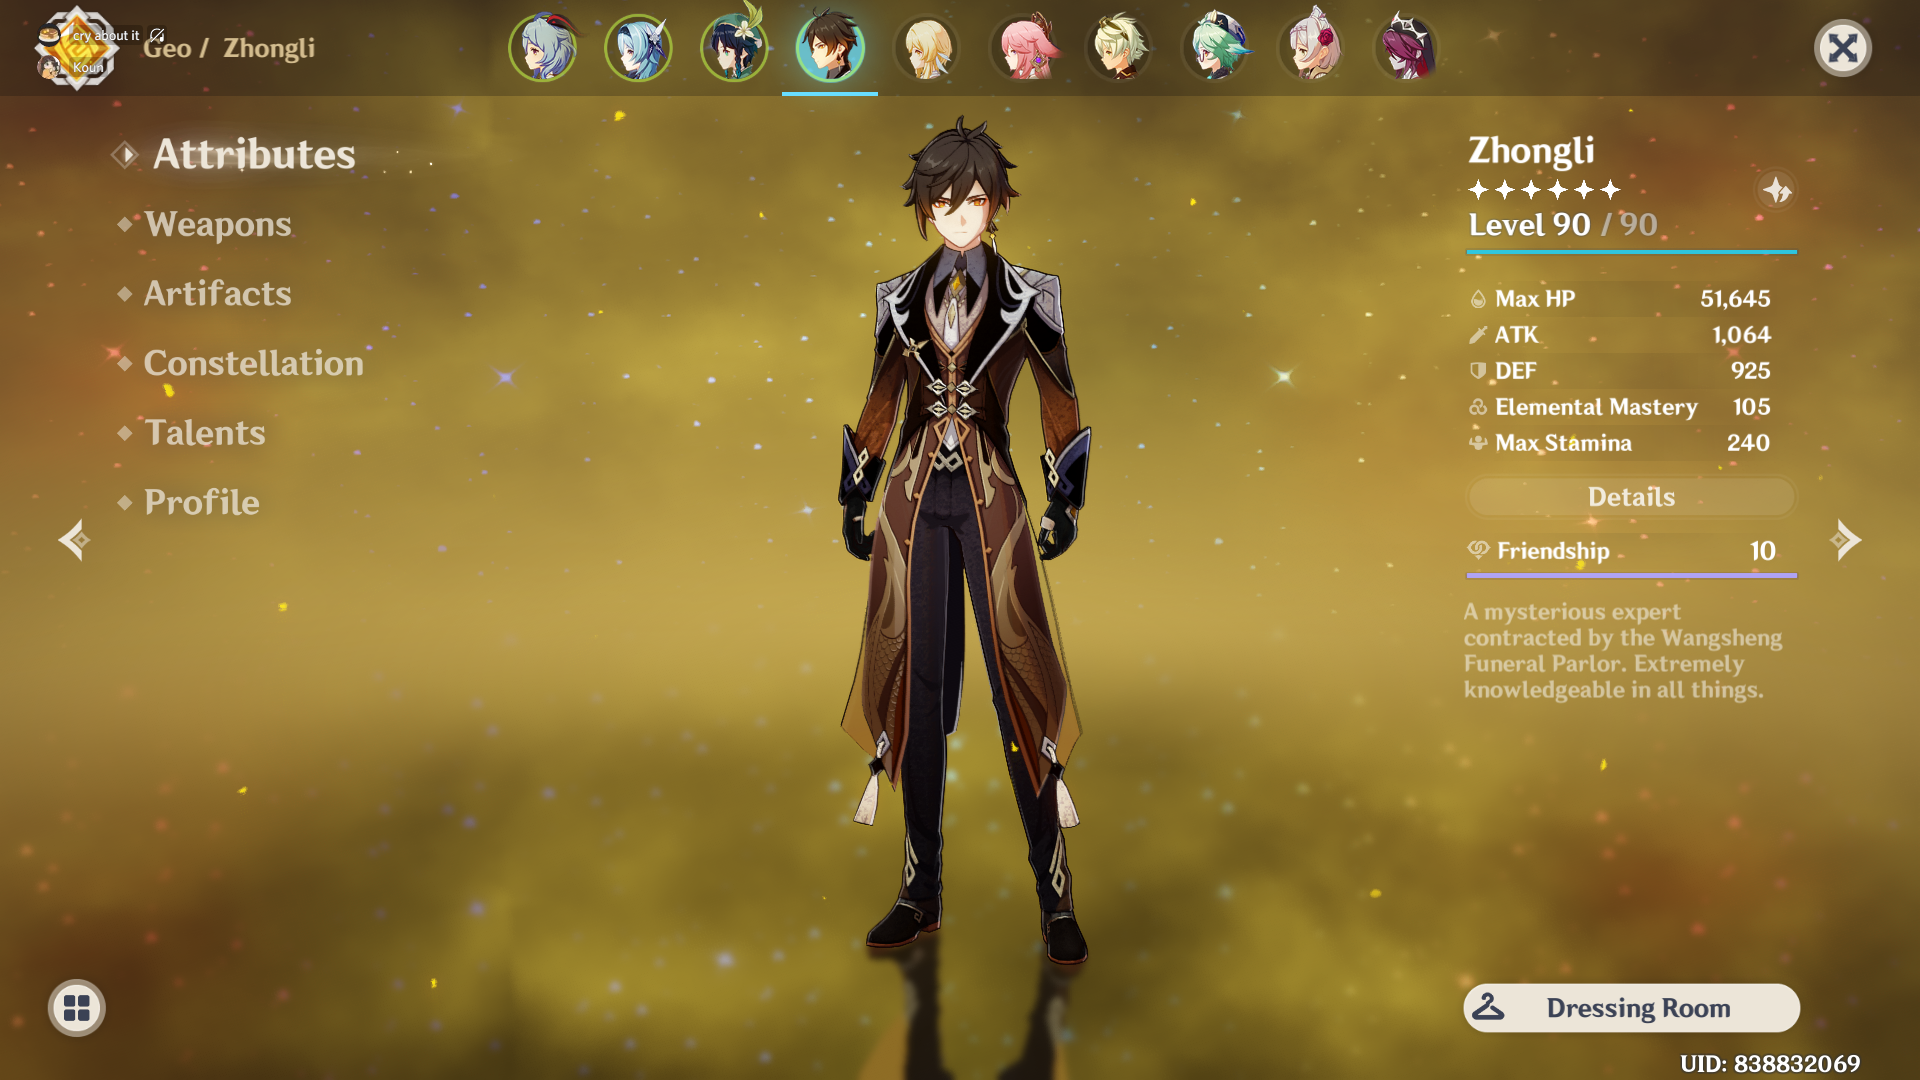 cry about it
Koun
Geo / Zhongli
Attributes
Weapons
Artifacts
Constellation
Talents
Profile
Zhongli
Level 90 / 90
Max HP 51,645
ATK 1,064
DEF 925
Elemental Mastery 105
Max Stamina 240
Details
Friendship 10
A mysterious expert
contracted by the Wangsheng
Funeral Parlor. Extremely
knowledgeable in all things.
Dressing Room
UID: 838832069